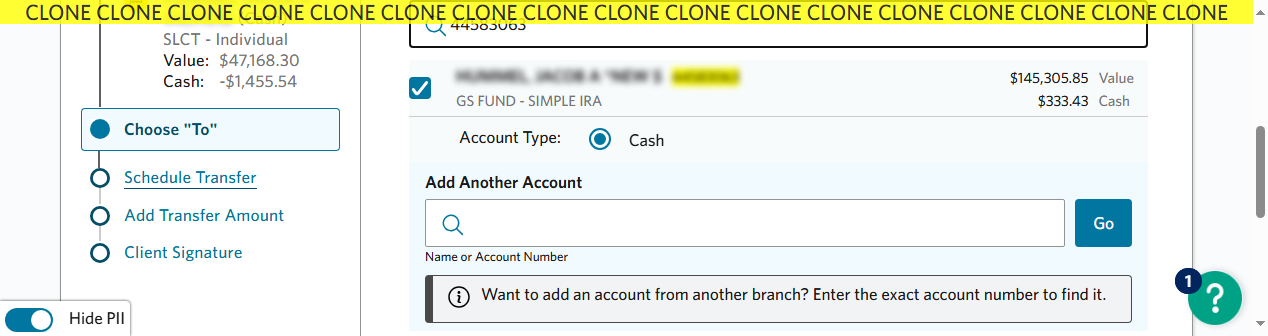 CLONE CLONE CLONE CLONE CLONE CLONE CLONE CLONE CLONE CLONE CLONE CLONE CLONE CLONE CLONE CLONE CLONE
SLCT - Individual
Value: $47,168.30
Cash: -$1,455.54
Choose "To"
Schedule Transfer
Add Transfer Amount
Client Signature
Hide PII
44583063
GS FUND - SIMPLE IRA
$145,305.85 Value
$333.43 Cash
Account Type: Cash
Add Another Account
Go
Name or Account Number
Want to add an account from another branch? Enter the exact account number to find it.
1
?